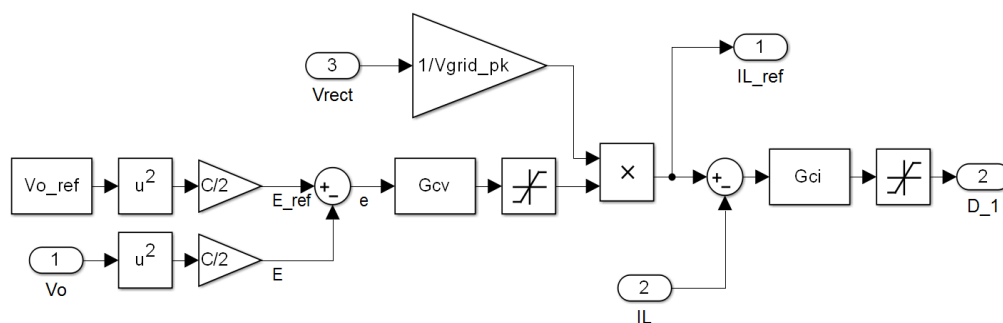 3
1/Vgrid_pk
Vrect
1
IL_ref
Vo_ref
u²
C/2
E_ref
+
−
e
Gcv
×
+
−
Gci
2
D_1
1
Vo
u²
C/2
E
2
IL